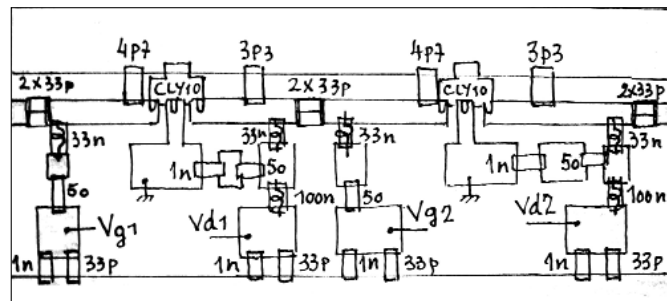 4p7 3p3 4p7 3p3
2x33p CLY10 2x33p CLY10 2x33p
33n 33n 33n 33n
1n 50 1n 50
50 100n 50 100n
Vg1 Vd1 Vg2 Vd2
1n 33p 1n 33p 1n 33p 1n 33p